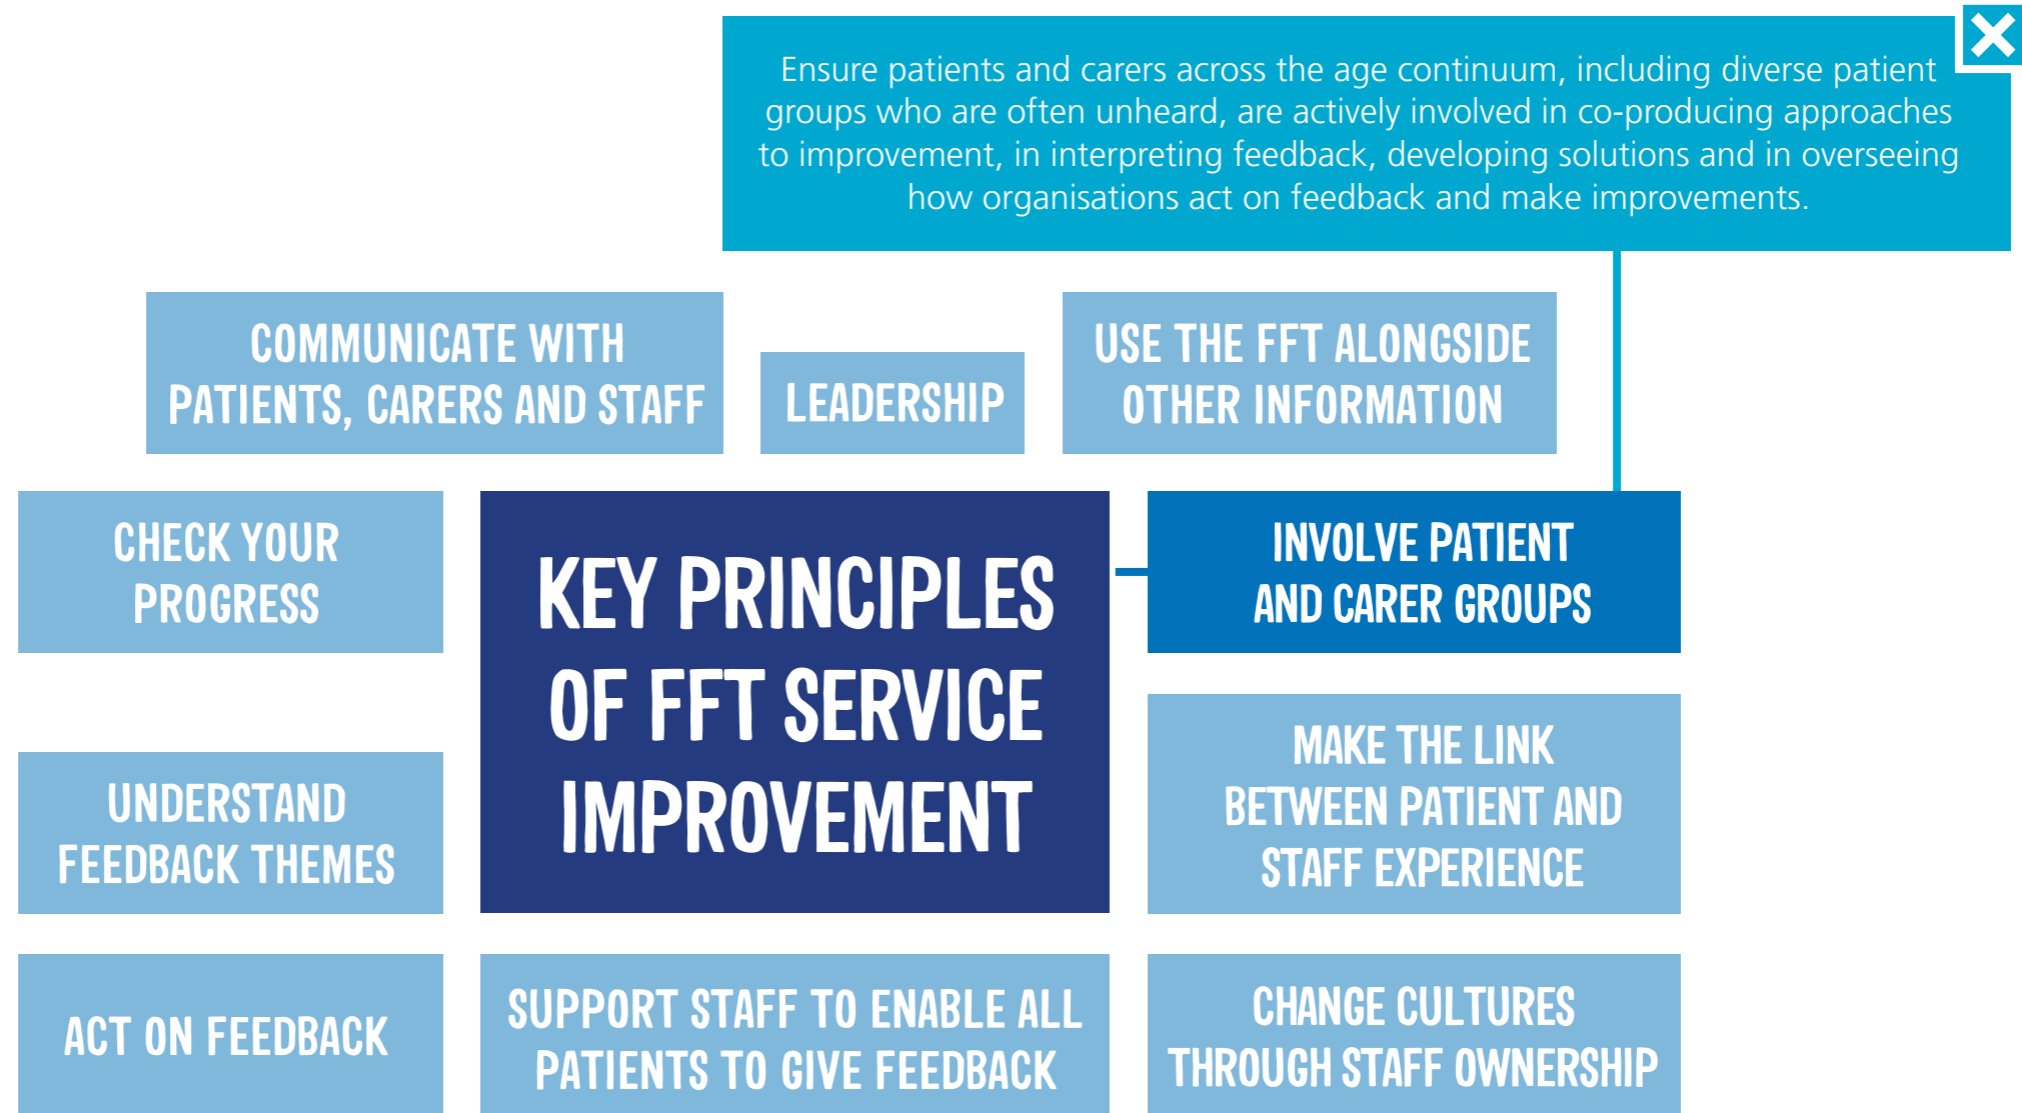 Ensure patients and carers across the age continuum, including diverse patient
groups who are often unheard, are actively involved in co-producing approaches
to improvement, in interpreting feedback, developing solutions and in overseeing
how organisations act on feedback and make improvements.
COMMUNICATE WITH
PATIENTS, CARERS AND STAFF
LEADERSHIP
USE THE FFT ALONGSIDE
OTHER INFORMATION
CHECK YOUR
PROGRESS
KEY PRINCIPLES
OF FFT SERVICE
IMPROVEMENT
INVOLVE PATIENT
AND CARER GROUPS
UNDERSTAND
FEEDBACK THEMES
MAKE THE LINK
BETWEEN PATIENT AND
STAFF EXPERIENCE
ACT ON FEEDBACK
SUPPORT STAFF TO ENABLE ALL
PATIENTS TO GIVE FEEDBACK
CHANGE CULTURES
THROUGH STAFF OWNERSHIP